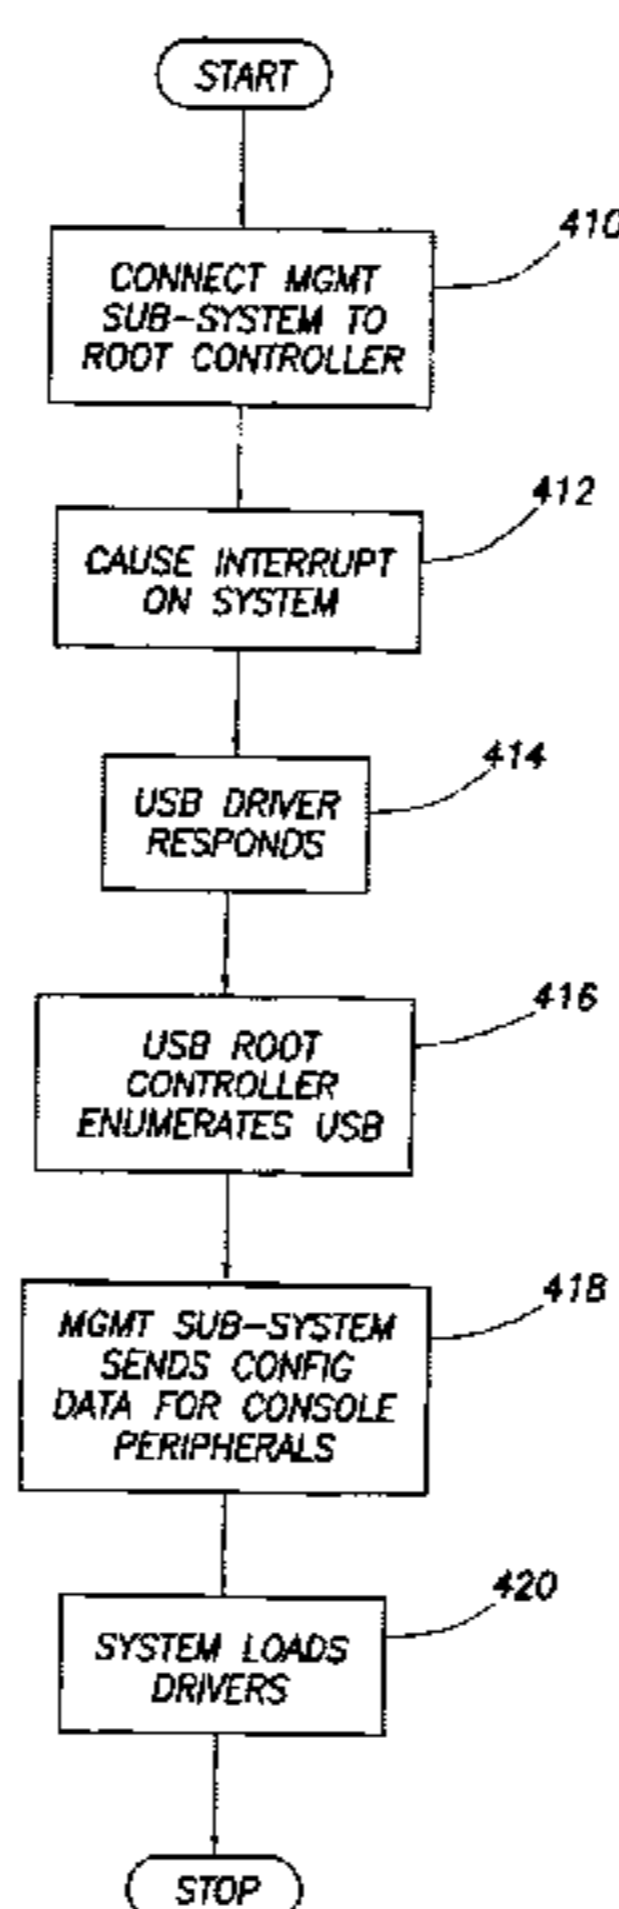 START
410
CONNECT MGMT
SUB-SYSTEM TO
ROOT CONTROLLER
412
CAUSE INTERRUPT
ON SYSTEM
414
USB DRIVER
RESPONDS
416
USB ROOT
CONTROLLER
ENUMERATES USB
418
MGMT SUB-SYSTEM
SENDS CONFIG
DATA FOR CONSOLE
PERIPHERALS
420
SYSTEM LOADS
DRIVERS
STOP